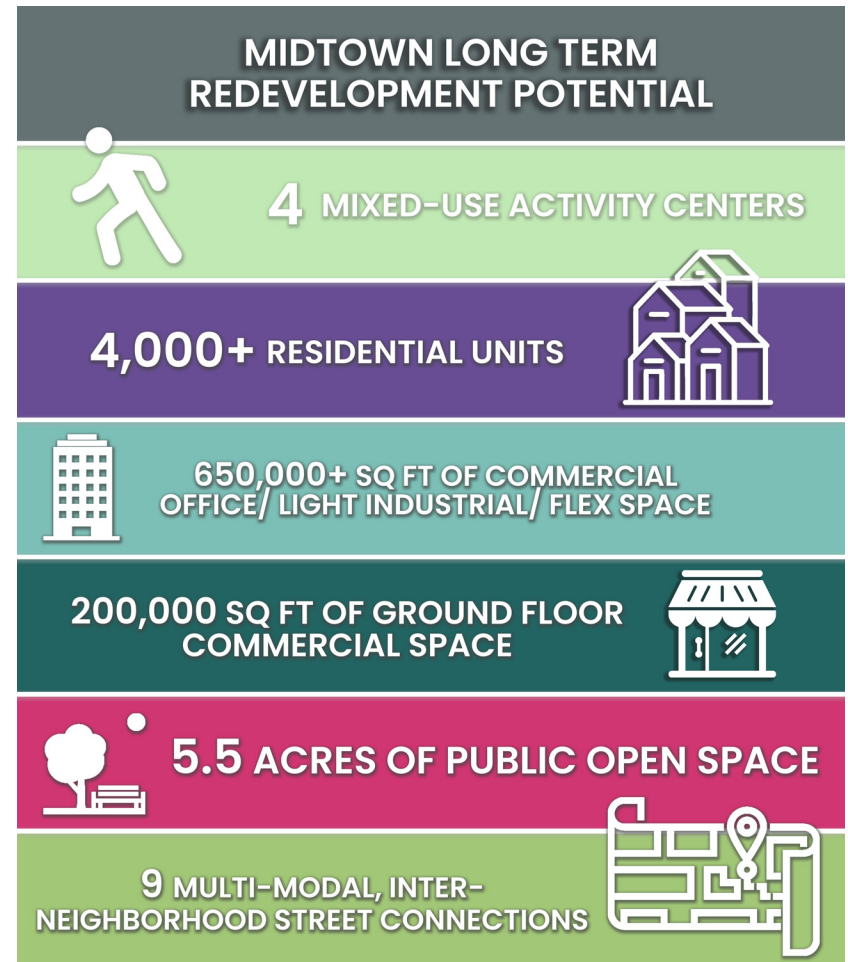 MIDTOWN LONG TERM
REDEVELOPMENT POTENTIAL
4 MIXED-USE ACTIVITY CENTERS
4,000+ RESIDENTIAL UNITS
650,000+ SQ FT OF COMMERCIAL
OFFICE/ LIGHT INDUSTRIAL/ FLEX SPACE
200,000 SQ FT OF GROUND FLOOR
COMMERCIAL SPACE
5.5 ACRES OF PUBLIC OPEN SPACE
9 MULTI-MODAL, INTER-
NEIGHBORHOOD STREET CONNECTIONS